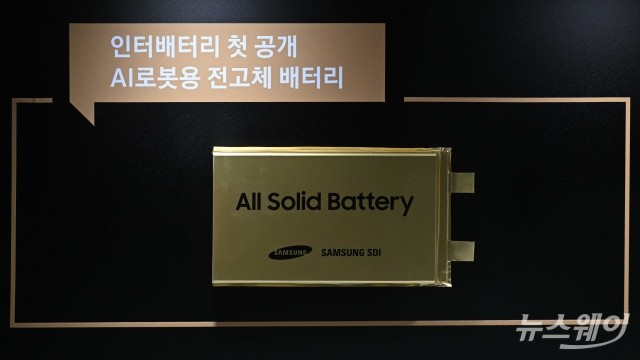 인터배터리 첫 공개
AI로봇용 전고체 배터리
All Solid Battery
SAMSUNG SAMSUNG SDI
뉴스웨이